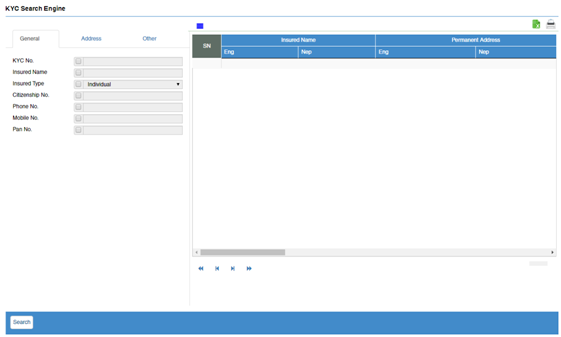 KYC Search Engine
General Address Other
KYC No.
Insured Name
Insured Type Individual
Citizenship No.
Phone No.
Mobile No.
Pan No.
SN Insured Name Permanent Address
Eng Nep Eng Nep
Search